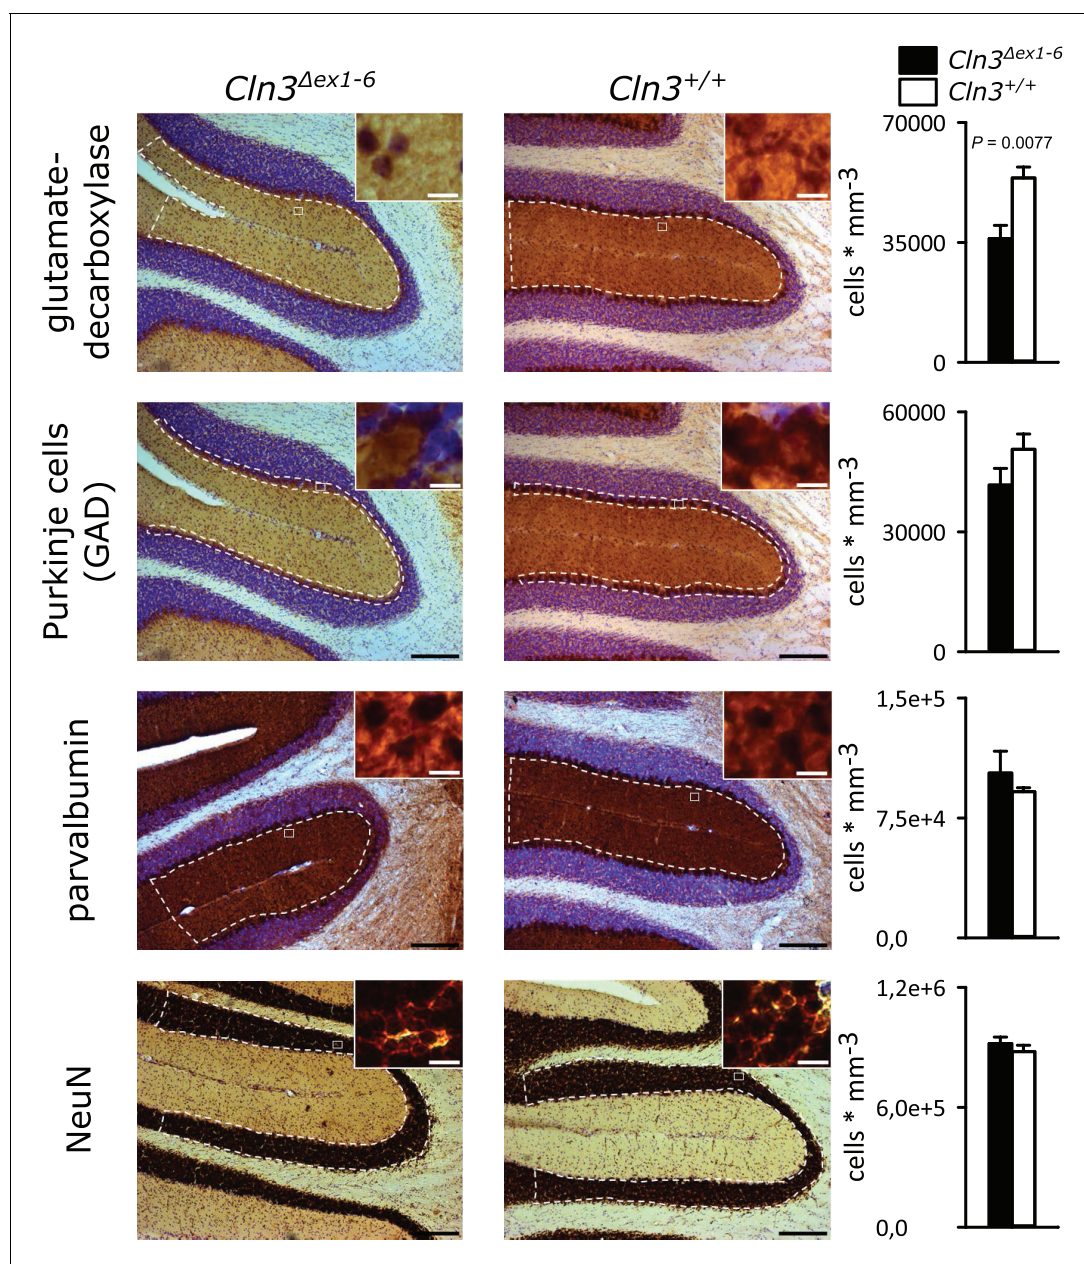 Cln3Δex1-6
Cln3+/+
Cln3Δex1-6
Cln3+/+
glutamate-
decarboxylase
cells * mm-3
70000
P = 0.0077
35000
0
Purkinje cells
(GAD)
cells * mm-3
60000
30000
0
parvalbumin
cells * mm-3
1,5e+5
7,5e+4
0,0
NeuN
cells * mm-3
1,2e+6
6,0e+5
0,0